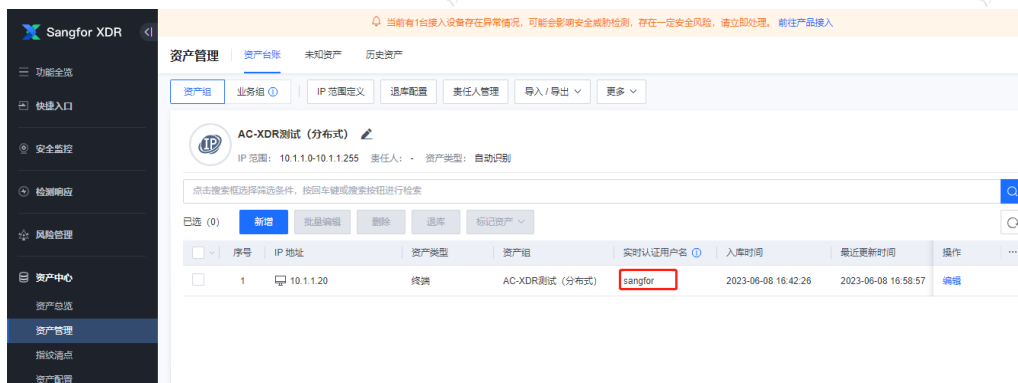 Sangfor XDR
当前有1台接入设备存在异常情况，可能会影响安全威胁检测，存在一定安全风险，请立即处理。 前往产品接入
功能全览
快捷入口
安全监控
检测响应
风险管理
资产中心
资产总览
资产管理
指纹清点
资产配置
资产管理 资产台账 未知资产 历史资产
资产组 业务组 IP 范围定义 退库配置 责任人管理 导入 / 导出 更多
IP
AC-XDR测试（分布式）
IP 范围： 10.1.1.0-10.1.1.255 责任人： - 资产类型： 自动识别
点击搜索框选择筛选条件，按回车键或搜索按钮进行检索
已选（0） 新增 批量编辑 删除 退库 标记资产
序号 IP 地址 资产类型 资产组 实时认证用户名 入库时间 最近更新时间 操作 ···
1 10.1.1.20 终端 AC-XDR测试（分布式） sangfor 2023-06-08 16:42:26 2023-06-08 16:58:57 编辑